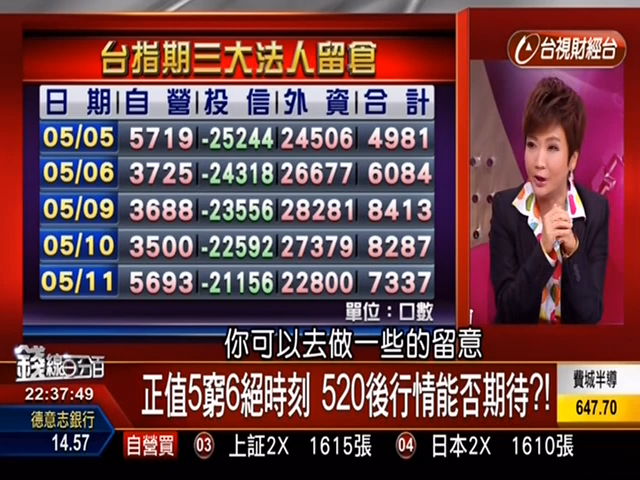 台指期三大法人留倉
台視財經台
日期 自營 投信 外資 合計
05/05 5719 -25244 24506 4981
05/06 3725 -24318 26677 6084
05/09 3688 -23556 28281 8413
05/10 3500 -22592 27379 8287
05/11 5693 -21156 22800 7337
單位：口數
你可以去做一些的留意
錢線百分百
正值5窮6絕時刻 520後行情能否期待?!
22:37:49
費城半導
647.70
德意志銀行
14.57
自營買 03 上証2X 1615張 04 日本2X 1610張